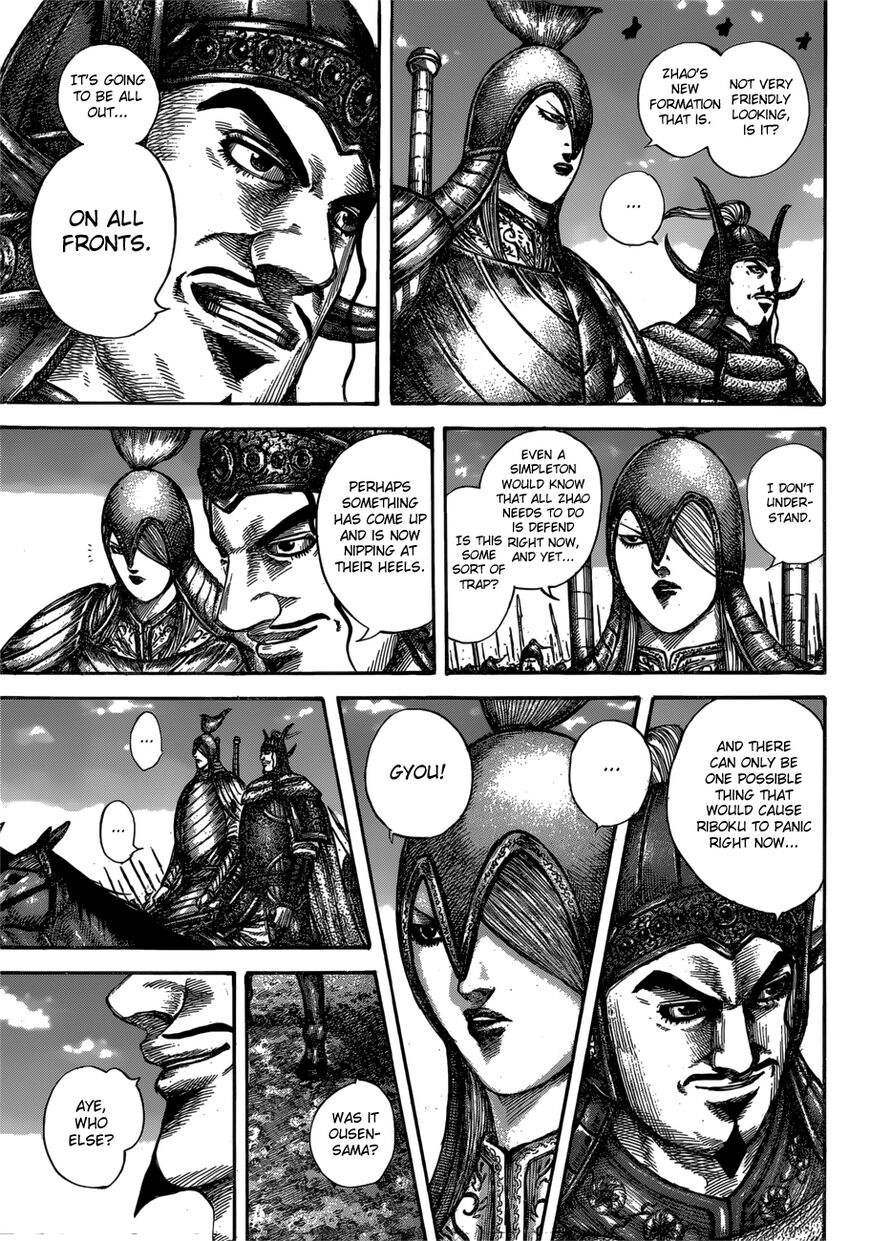 NOT VERY
FRIENDLY
LOOKING,
IS IT?
ZHAO'S
NEW
FORMATION
THAT IS.
...
IT'S GOING
TO BE ALL
OUT...
ON ALL
FRONTS.
I DON'T
UNDER-
STAND.
EVEN A
SIMPLETON
WOULD KNOW
THAT ALL ZHAO
NEEDS TO DO
IS DEFEND
RIGHT NOW,
AND YET...
IS THIS
SOME
SORT OF
TRAP?
PERHAPS
SOMETHING
HAS COME UP
AND IS NOW
NIPPING AT
THEIR HEELS.
AND THERE
CAN ONLY BE
ONE POSSIBLE
THING THAT
WOULD CAUSE
RIBOKU TO PANIC
RIGHT NOW...
...
GYOU!
...
...
WAS IT
OUSEN-
SAMA?
AYE,
WHO
ELSE?